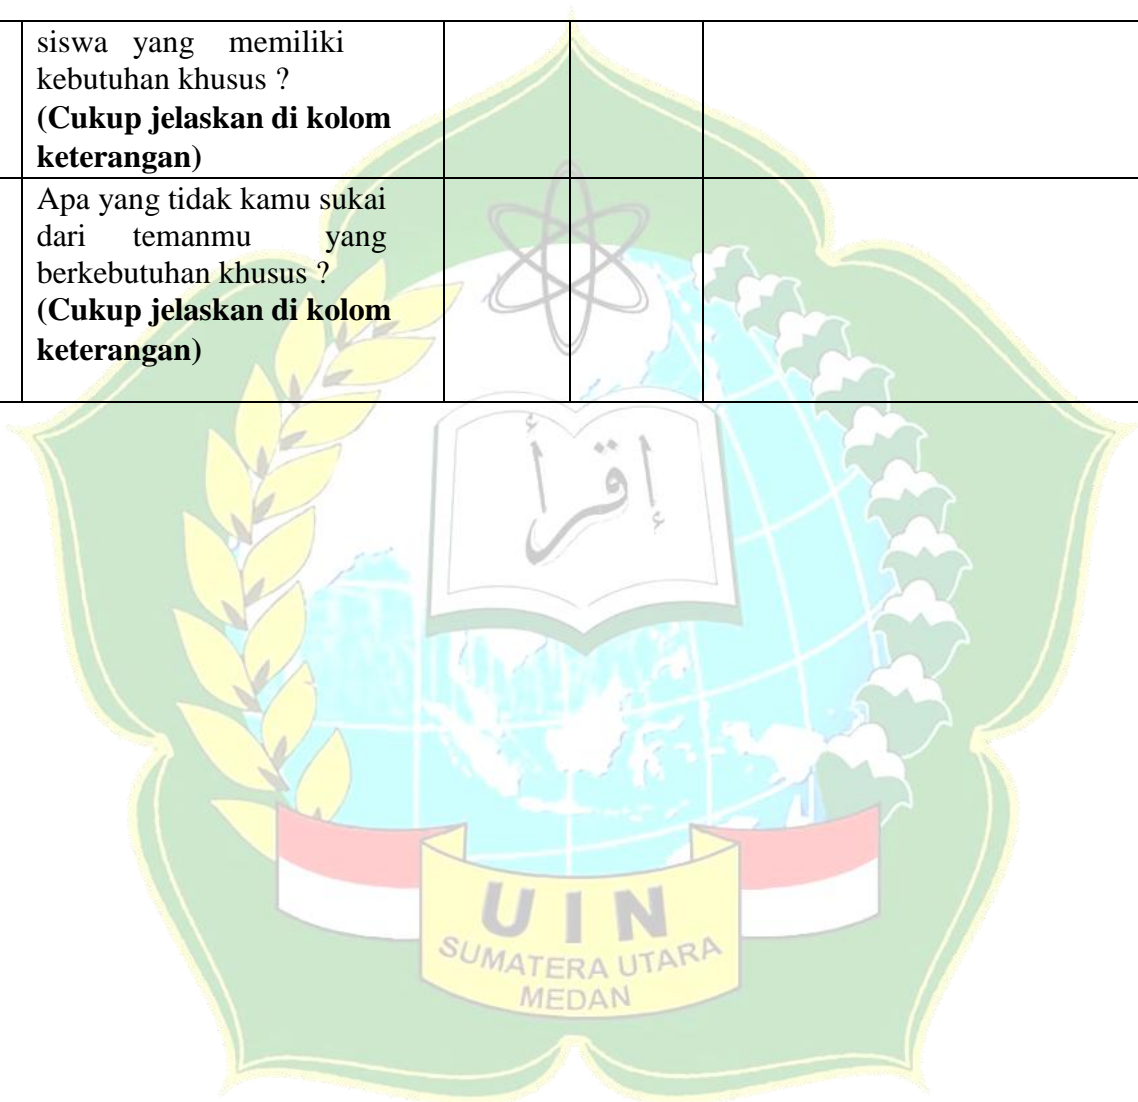 siswa yang memiliki
kebutuhan khusus ?
(Cukup jelaskan di kolom
keterangan)
Apa yang tidak kamu sukai
dari temanmu yang
berkebutuhan khusus ?
(Cukup jelaskan di kolom
keterangan)
إقرأ
UIN
SUMATERA UTARA
MEDAN